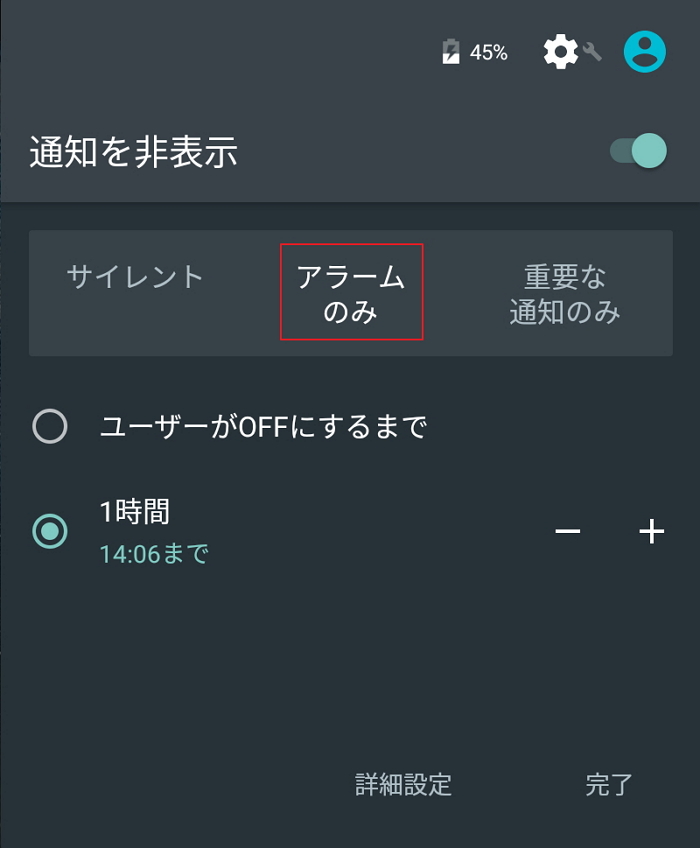 45%
通知を非表示
サイレント
アラーム
のみ
重要な
通知のみ
ユーザーがOFFにするまで
1時間
14:06まで
詳細設定
完了